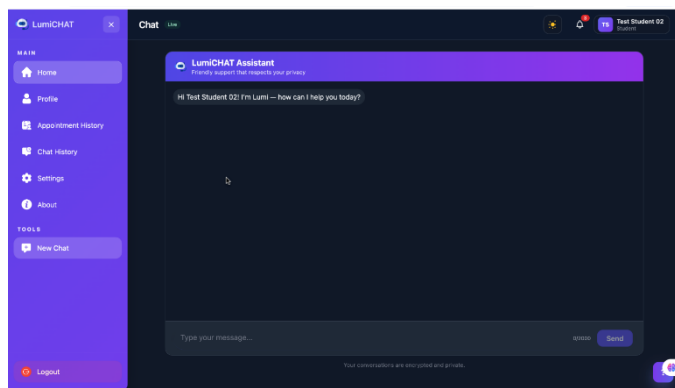 LumiCHAT
×
Chat
Live
3
TS
Test Student 02
Student
MAIN
Home
Profile
Appointment History
Chat History
Settings
About
TOOLS
New Chat
Logout
LumiCHAT Assistant
Friendly support that respects your privacy
Hi Test Student 02! I'm Lumi — how can I help you today?
Type your message...
Send
Your conversations are encrypted and private.